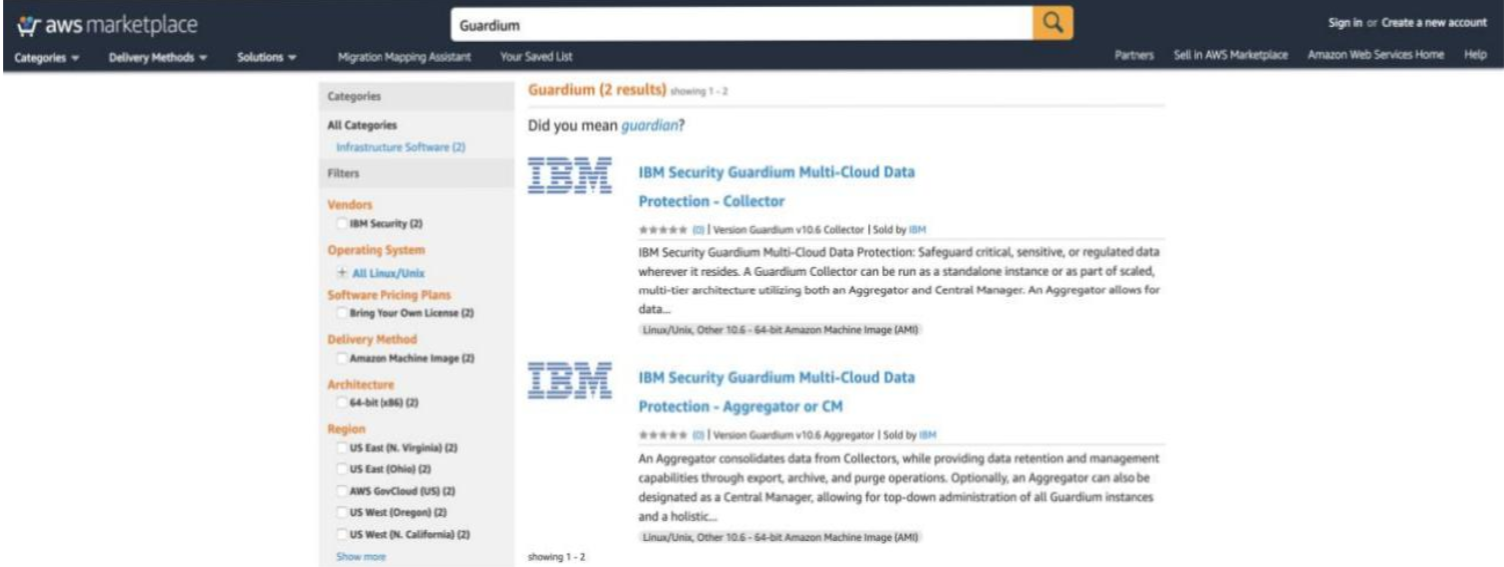 aws marketplace
Guardium
Sign in or Create a new account
Categories
Delivery Methods
Solutions
Migration Mapping Assistant
Your Saved List
Partners
Sell in AWS Marketplace
Amazon Web Services Home
Help
Categories
All Categories
Infrastructure Software (2)
Filters
Vendors
IBM Security (2)
Operating System
+ All Linux/Unix
Software Pricing Plans
Bring Your Own License (2)
Delivery Method
Amazon Machine Image (2)
Architecture
64-bit (x86) (2)
Region
US East (N. Virginia) (2)
US East (Ohio) (2)
AWS GovCloud (US) (2)
US West (Oregon) (2)
US West (N. California) (2)
Show more
Guardium (2 results) showing 1 - 2
Did you mean guardian?
IBM
IBM Security Guardium Multi-Cloud Data
Protection - Collector
(0) | Version Guardium v10.6 Collector | Sold by IBM
IBM Security Guardium Multi-Cloud Data Protection: Safeguard critical, sensitive, or regulated data
wherever it resides. A Guardium Collector can be run as a standalone instance or as part of scaled,
multi-tier architecture utilizing both an Aggregator and Central Manager. An Aggregator allows for
data...
Linux/Unix, Other 10.6 - 64-bit Amazon Machine Image (AMI)
IBM
IBM Security Guardium Multi-Cloud Data
Protection - Aggregator or CM
(0) | Version Guardium v10.6 Aggregator | Sold by IBM
An Aggregator consolidates data from Collectors, while providing data retention and management
capabilities through export, archive, and purge operations. Optionally, an Aggregator can also be
designated as a Central Manager, allowing for top-down administration of all Guardium instances
and a holistic...
Linux/Unix, Other 10.6 - 64-bit Amazon Machine Image (AMI)
showing 1 - 2